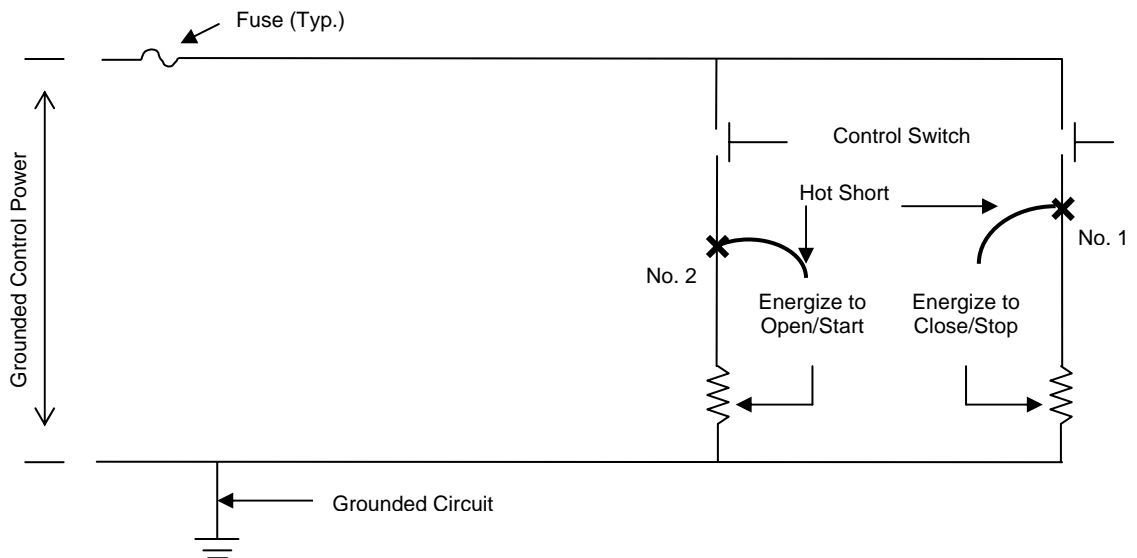 Fuse (Typ.)
Grounded Control Power
Control Switch
Hot Short
No. 1
No. 2
Energize to
Open/Start
Energize to
Close/Stop
Grounded Circuit